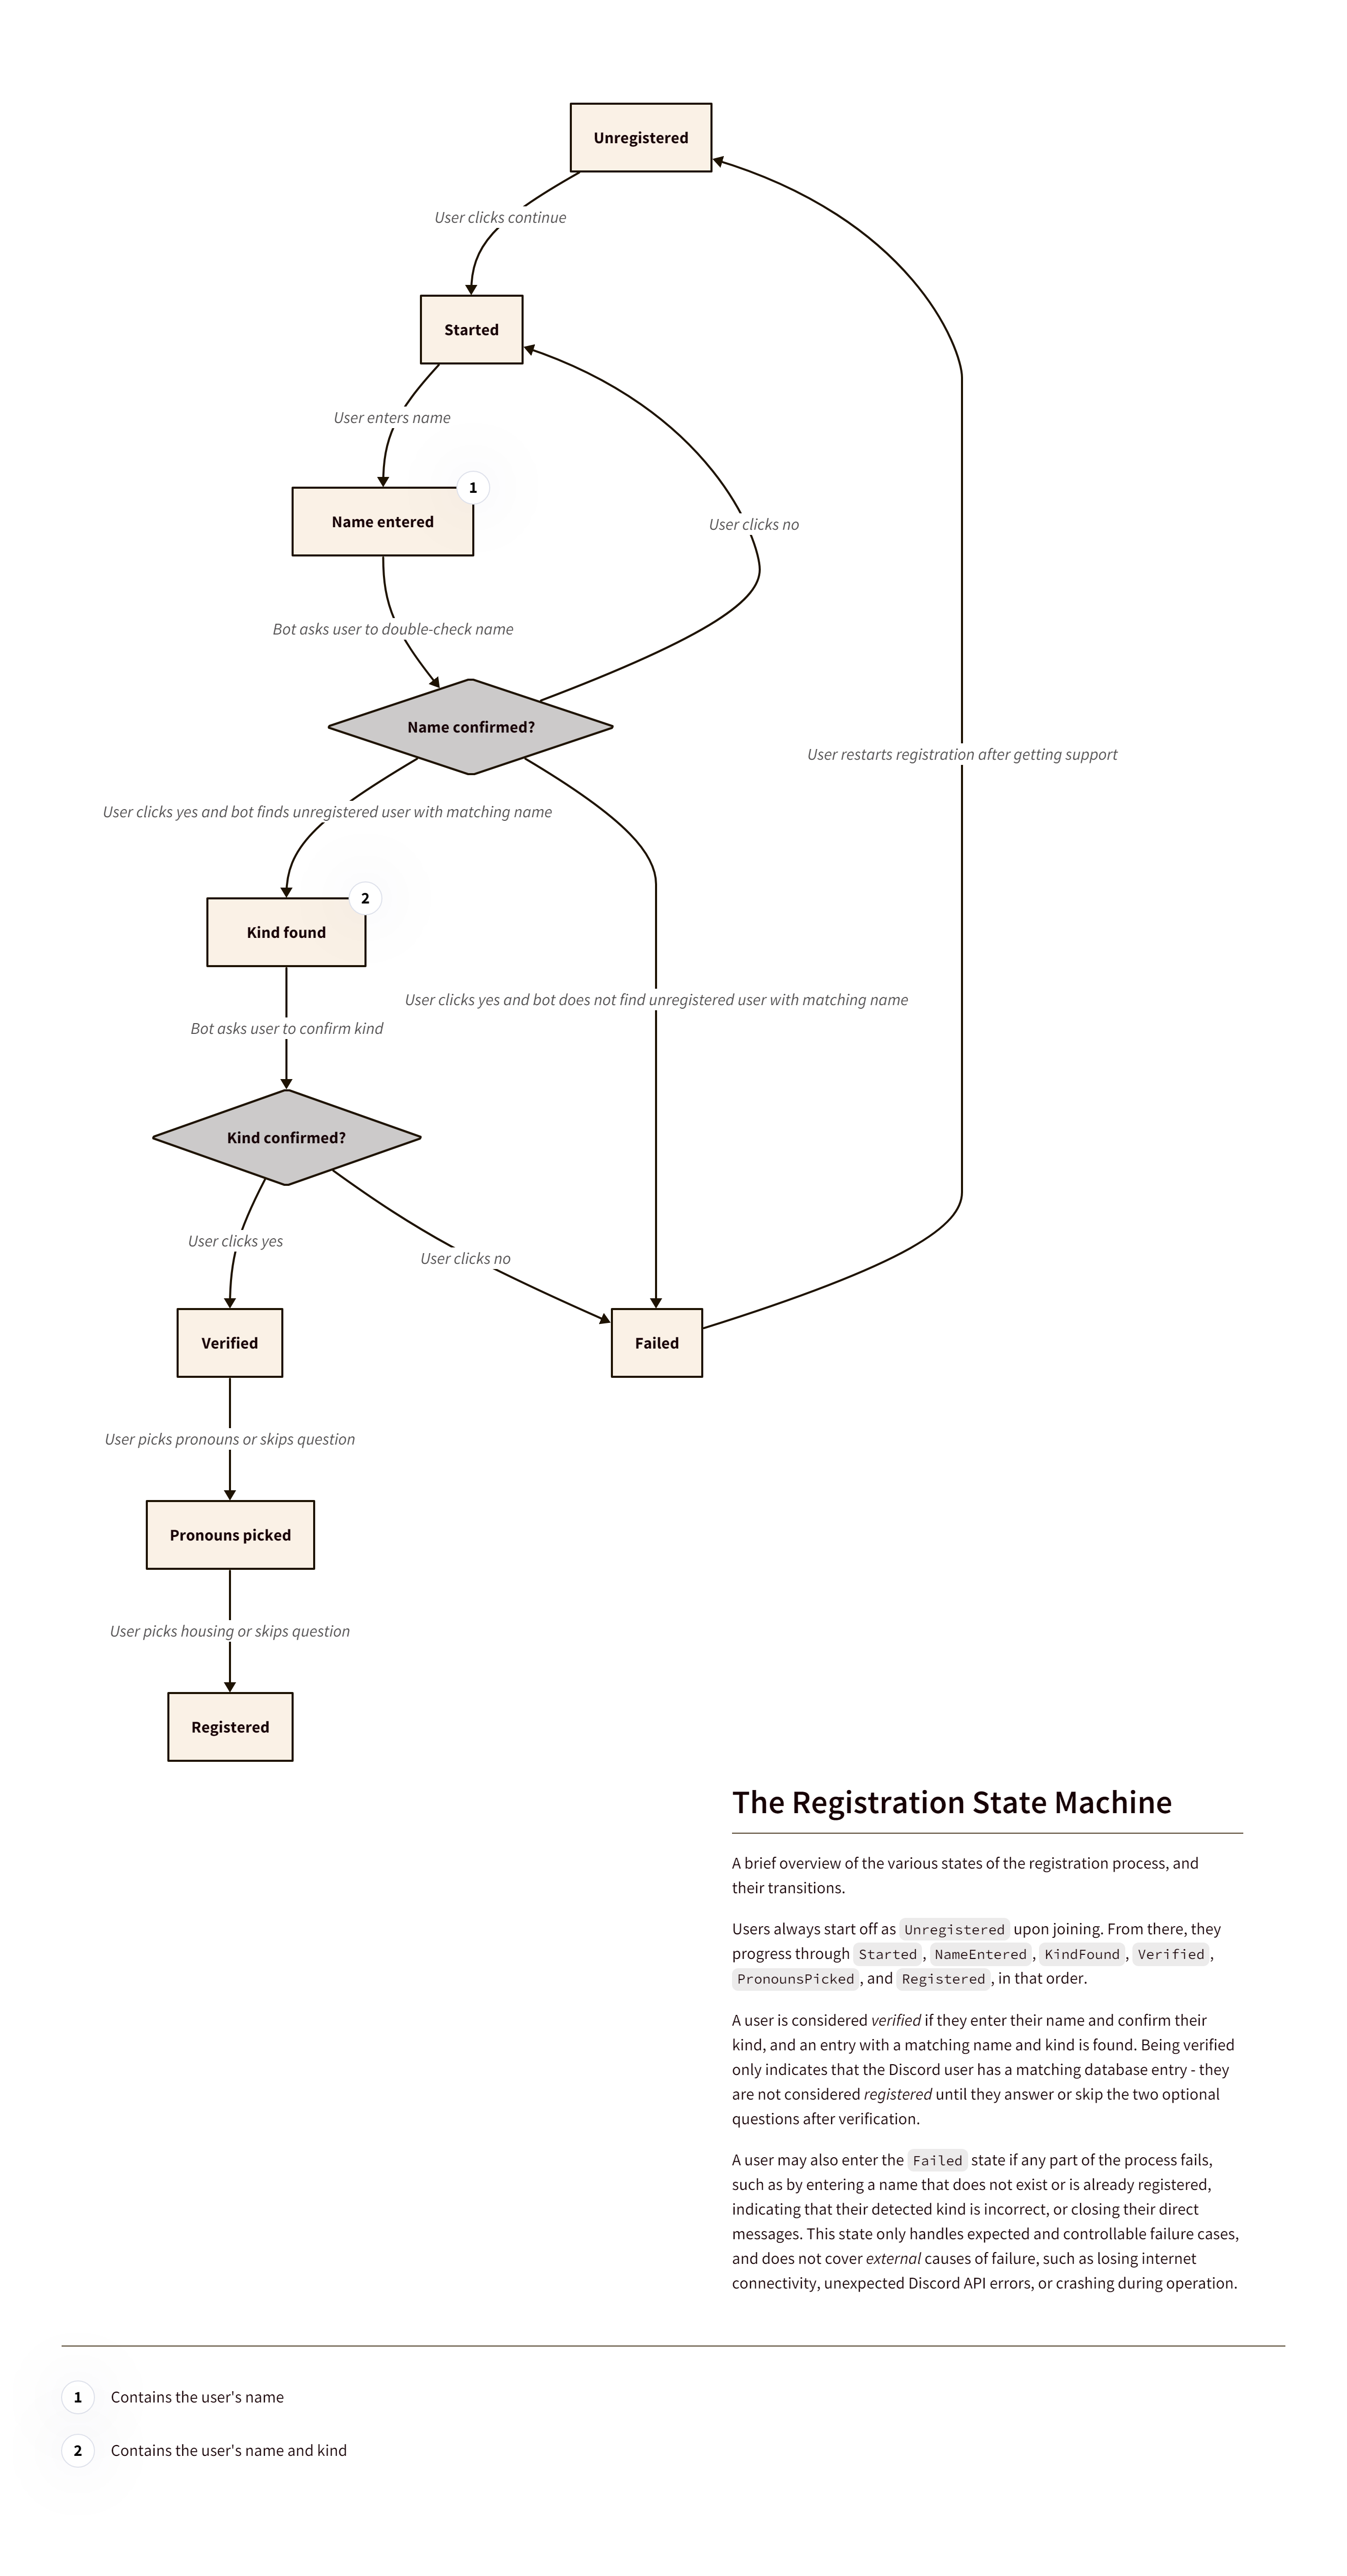 Unregistered
User clicks continue
Started
User enters name
1
Name entered
User clicks no
Bot asks user to double-check name
Name confirmed?
User restarts registration after getting support
User clicks yes and bot finds unregistered user with matching name
2
Kind found
User clicks yes and bot does not find unregistered user with matching name
Bot asks user to confirm kind
Kind confirmed?
User clicks yes
User clicks no
Verified
Failed
User picks pronouns or skips question
Pronouns picked
User picks housing or skips question
Registered
The Registration State Machine
A brief overview of the various states of the registration process, and
their transitions.
Users always start off as Unregistered upon joining. From there, they
progress through Started, NameEntered, KindFound, Verified,
PronounsPicked, and Registered, in that order.
A user is considered verified if they enter their name and confirm their
kind, and an entry with a matching name and kind is found. Being verified
only indicates that the Discord user has a matching database entry - they
are not considered registered until they answer or skip the two optional
questions after verification.
A user may also enter the Failed state if any part of the process fails,
such as by entering a name that does not exist or is already registered,
indicating that their detected kind is incorrect, or closing their direct
messages. This state only handles expected and controllable failure cases,
and does not cover external causes of failure, such as losing internet
connectivity, unexpected Discord API errors, or crashing during operation.
1 Contains the user's name
2 Contains the user's name and kind